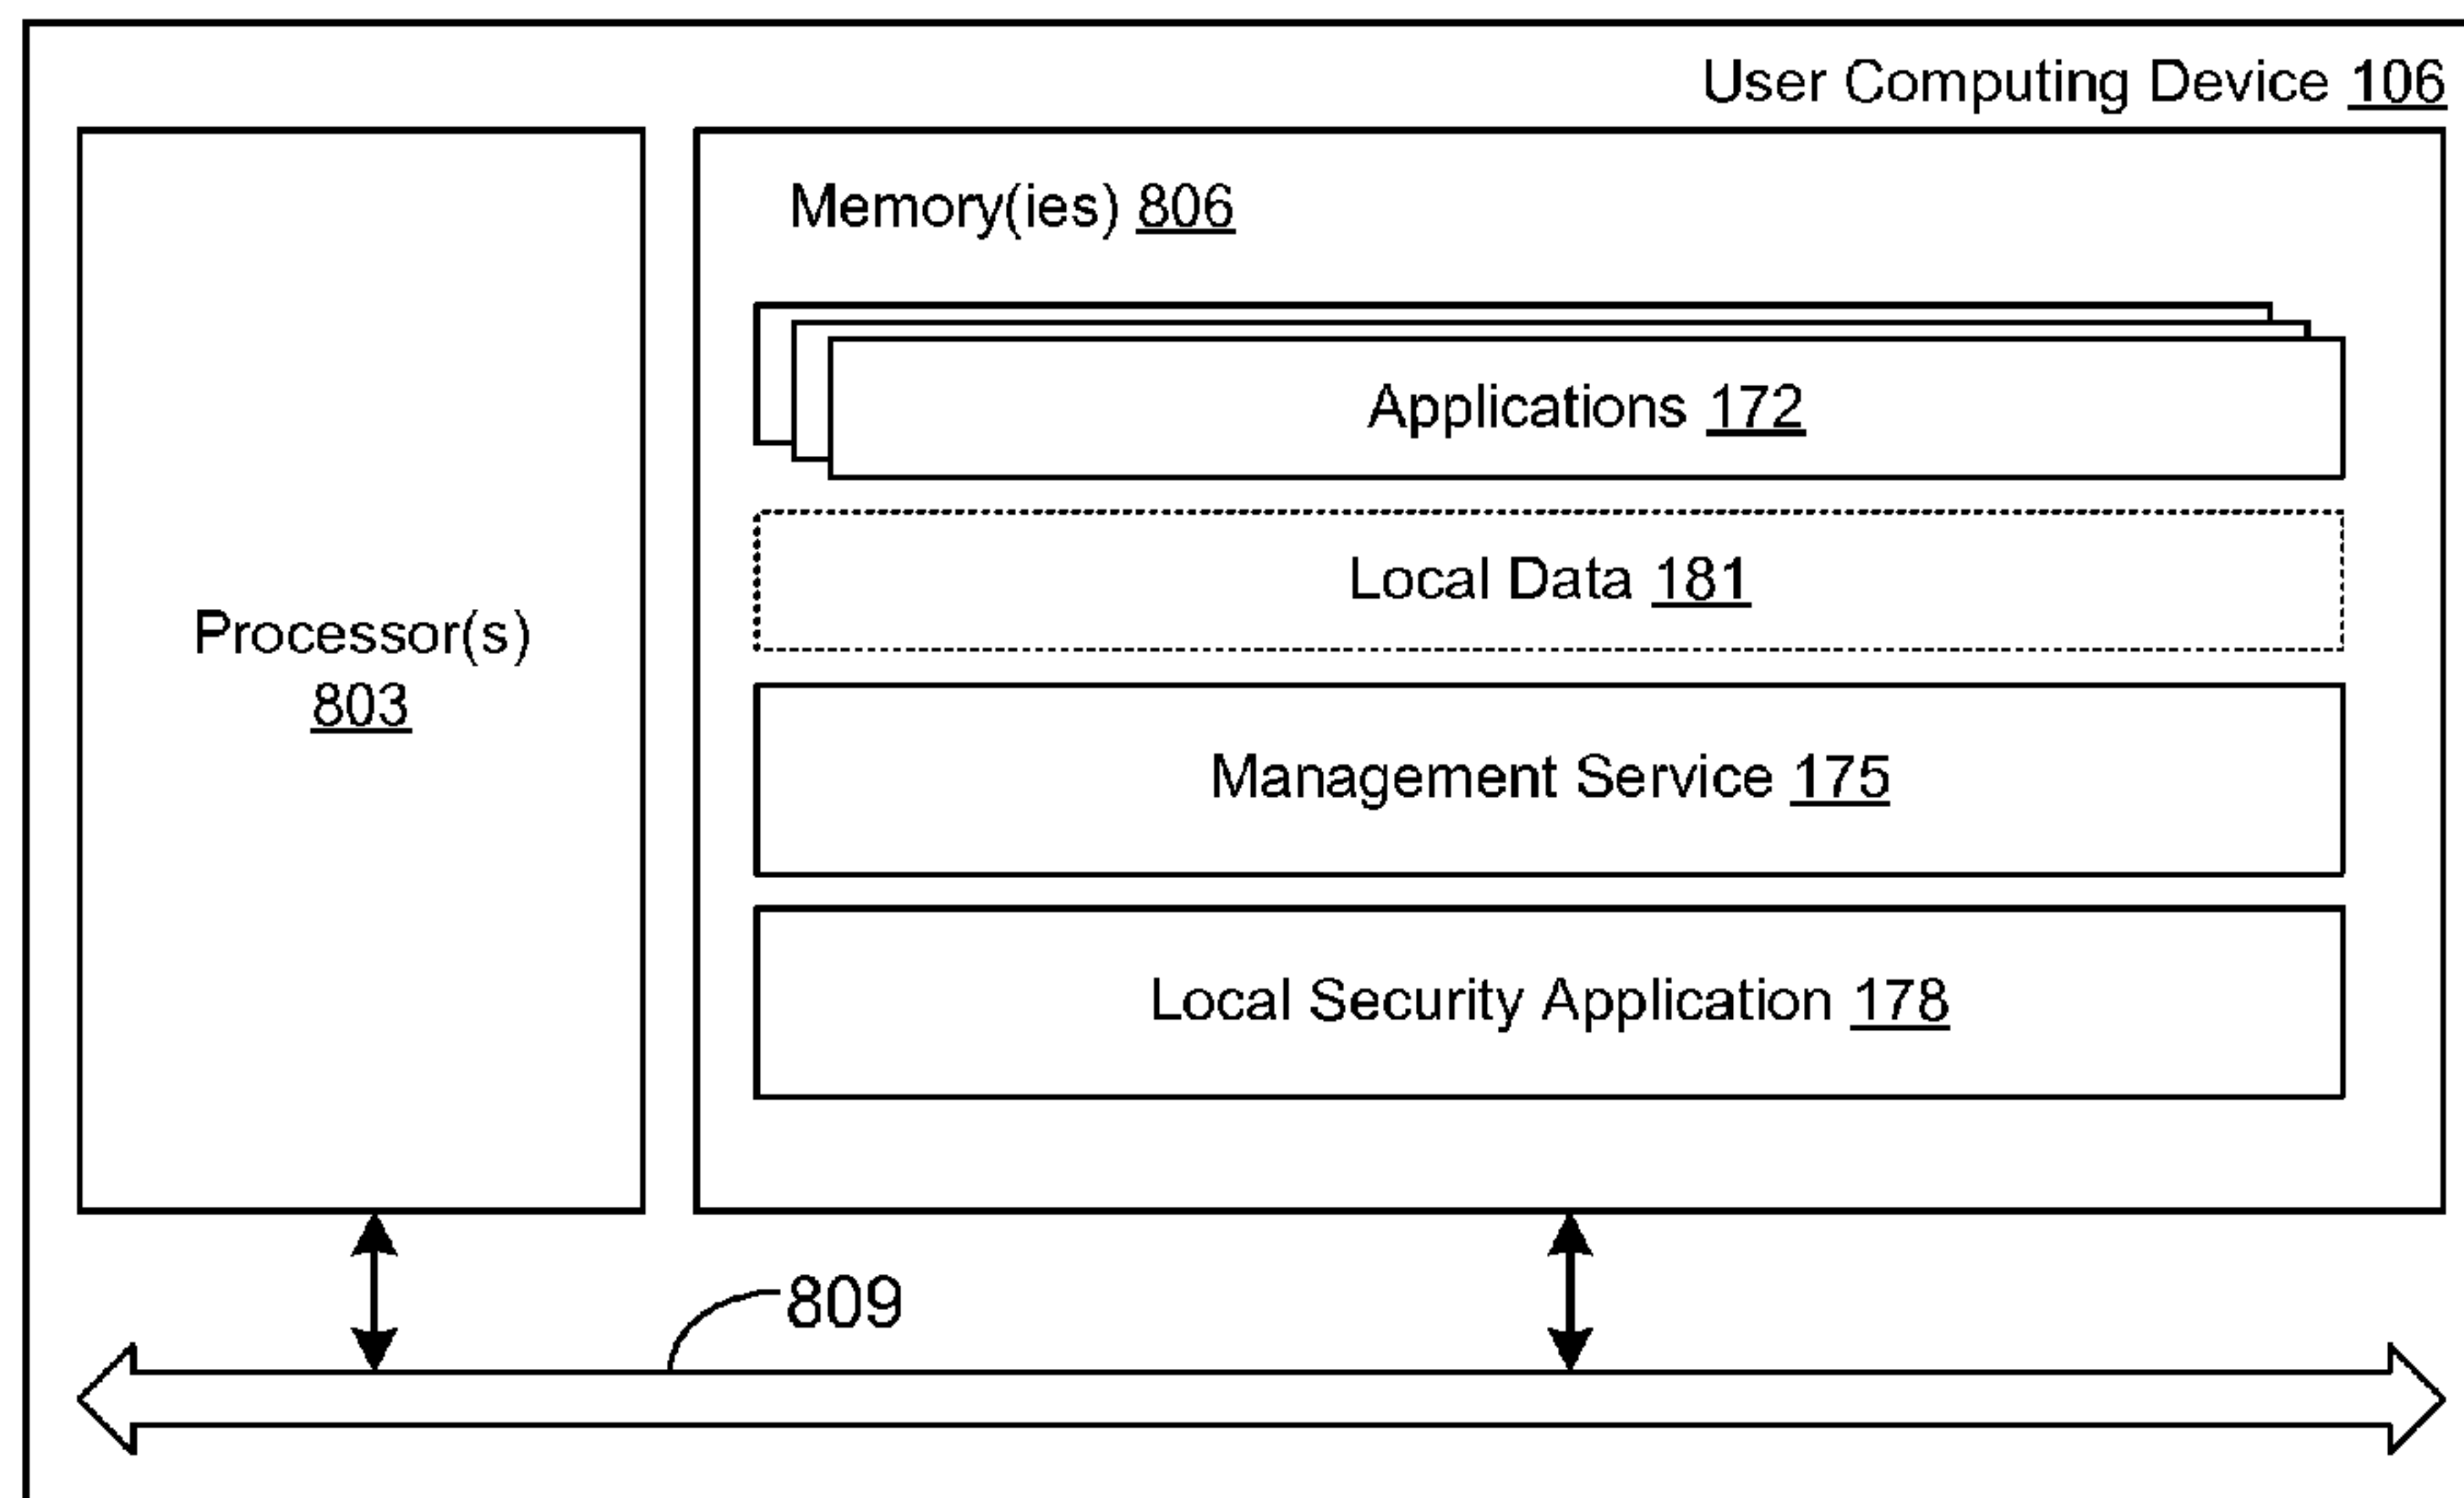 User Computing Device 106
Memory(ies) 806
Applications 172
Local Data 181
Processor(s)
803
Management Service 175
Local Security Application 178
809